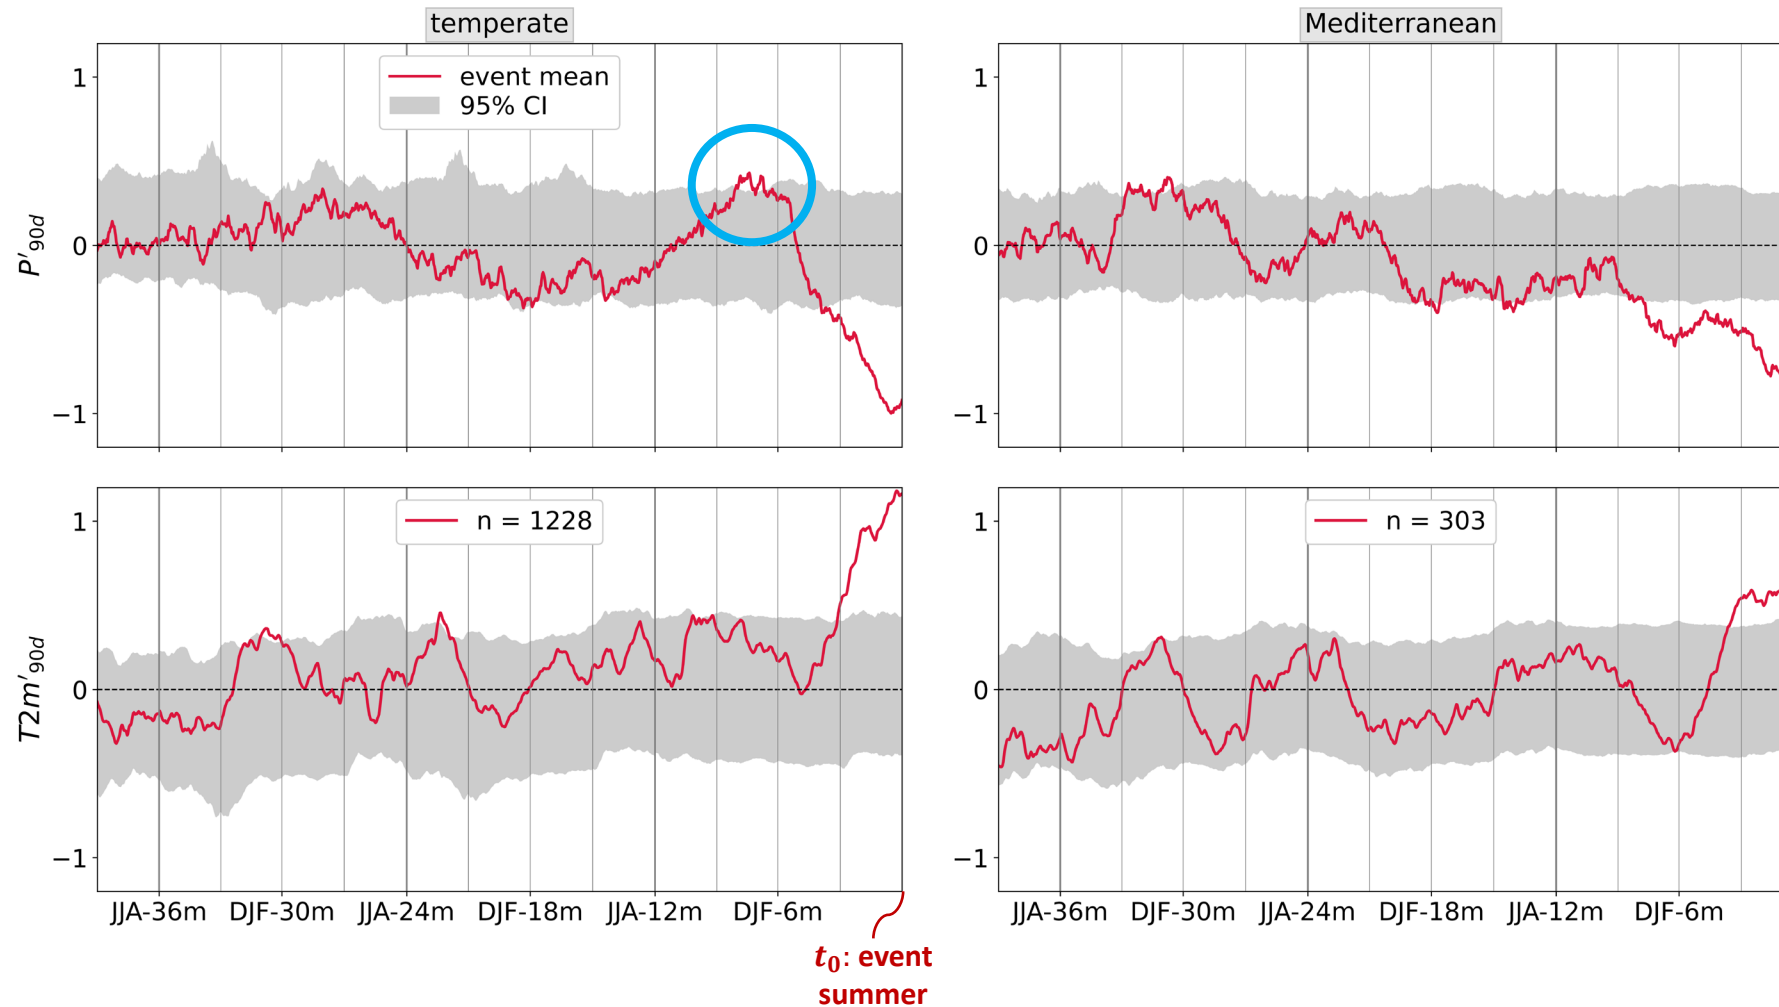 temperate
Mediterranean
event mean
95% CI
1
0
−1
P'90d
1
0
−1
n = 1228
n = 303
1
0
−1
T2m'90d
1
0
−1
JJA-36m DJF-30m JJA-24m DJF-18m JJA-12m DJF-6m
JJA-36m DJF-30m JJA-24m DJF-18m JJA-12m DJF-6m
t0: event
summer